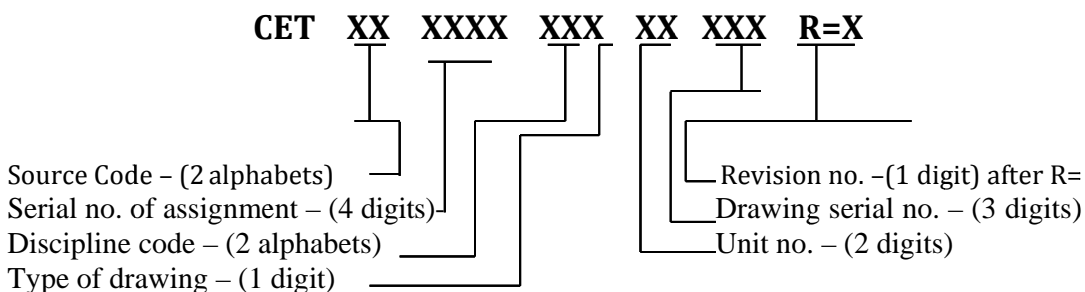 CET XX XXXX XXX XX XXX R=X
Source Code – (2 alphabets)
Revision no. –(1 digit) after R=
Serial no. of assignment – (4 digits)
Drawing serial no. – (3 digits)
Discipline code – (2 alphabets)
Unit no. – (2 digits)
Type of drawing – (1 digit)